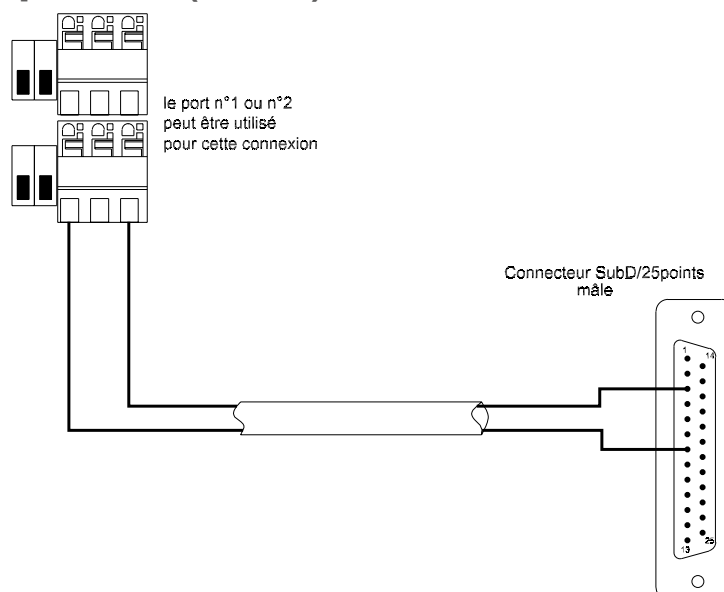 le port n°1 ou n°2
peut être utilisé
pour cette connexion
Connecteur SubD/25points
mâle
1
14
13
25